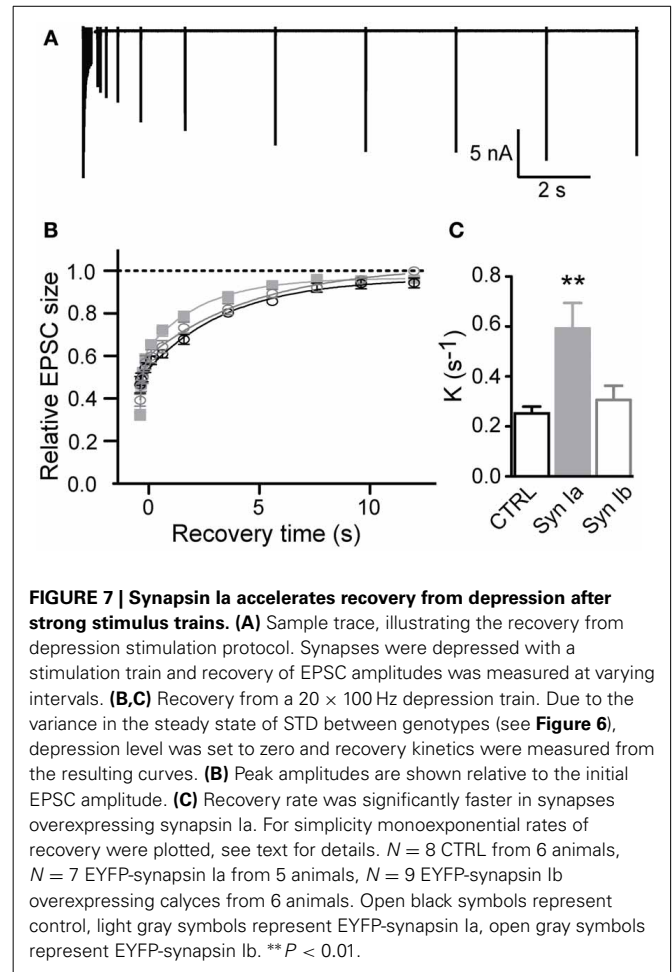 A
5 nA
2 s
B
C
Relative EPSC size
1.0
0.8
0.6
0.4
0.2
0.0
0
5
10
Recovery time (s)
K (s-1)
0.8
0.6
0.4
0.2
0.0
**
CTRL
Syn Ia
Syn Ib
FIGURE 7 | Synapsin Ia accelerates recovery from depression after
strong stimulus trains. (A) Sample trace, illustrating the recovery from
depression stimulation protocol. Synapses were depressed with a
stimulation train and recovery of EPSC amplitudes was measured at varying
intervals. (B,C) Recovery from a 20 × 100 Hz depression train. Due to the
variance in the steady state of STD between genotypes (see Figure 6),
depression level was set to zero and recovery kinetics were measured from
the resulting curves. (B) Peak amplitudes are shown relative to the initial
EPSC amplitude. (C) Recovery rate was significantly faster in synapses
overexpressing synapsin Ia. For simplicity monoexponential rates of
recovery were plotted, see text for details. N = 8 CTRL from 6 animals,
N = 7 EYFP-synapsin Ia from 5 animals, N = 9 EYFP-synapsin Ib
overexpressing calyces from 6 animals. Open black symbols represent
control, light gray symbols represent EYFP-synapsin Ia, open gray symbols
represent EYFP-synapsin Ib. **P < 0.01.